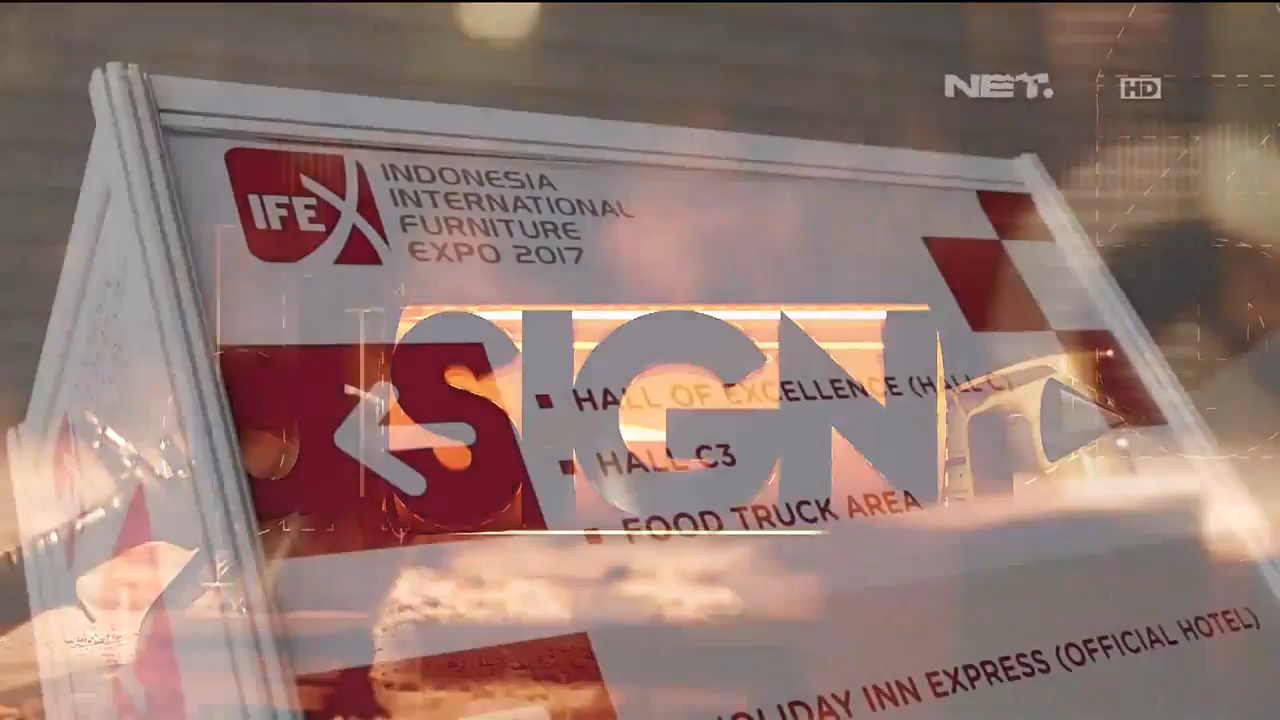 NET.
HD
IFEX
INDONESIA
INTERNATIONAL
FURNITURE
EXPO 2017
SIGN
HALL OF EXCELLENCE (HALL C)
HALL C3
FOOD TRUCK AREA
INN EXPRESS (OFFICIAL HOTEL)